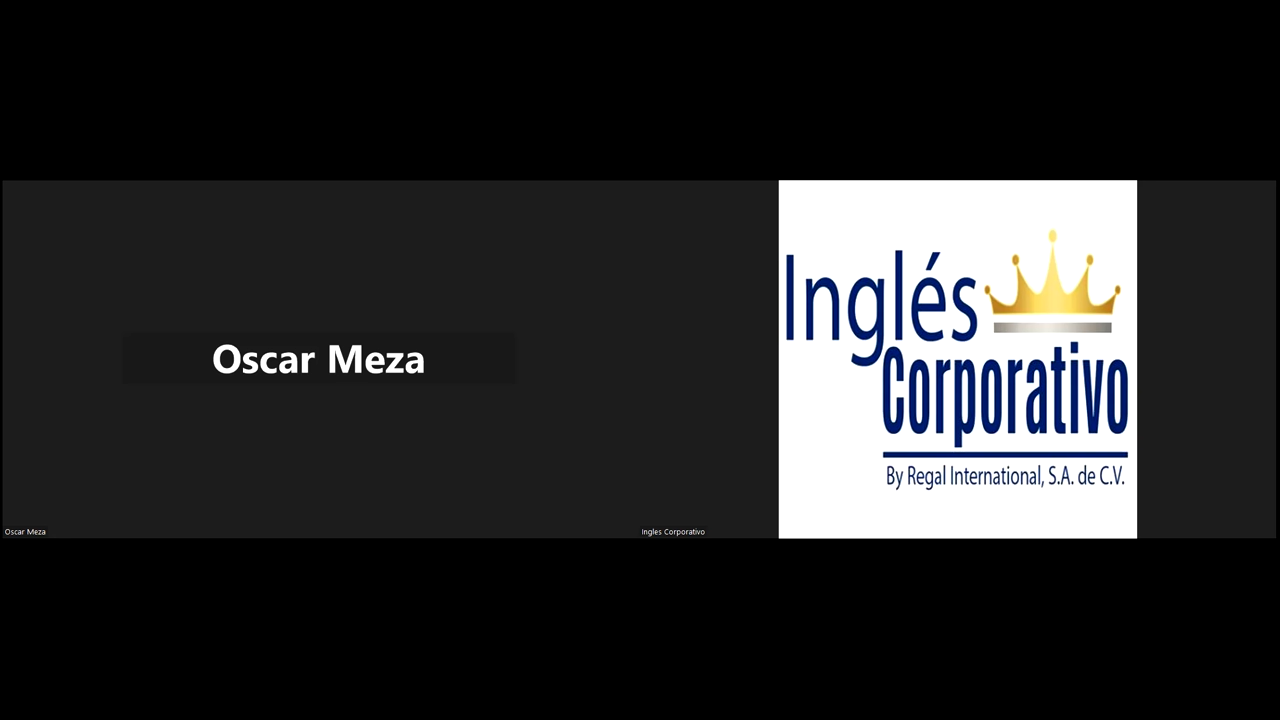 Oscar Meza
Oscar Meza
Inglés
Corporativo
By Regal International, S.A. de C.V.
Ingles Corporativo